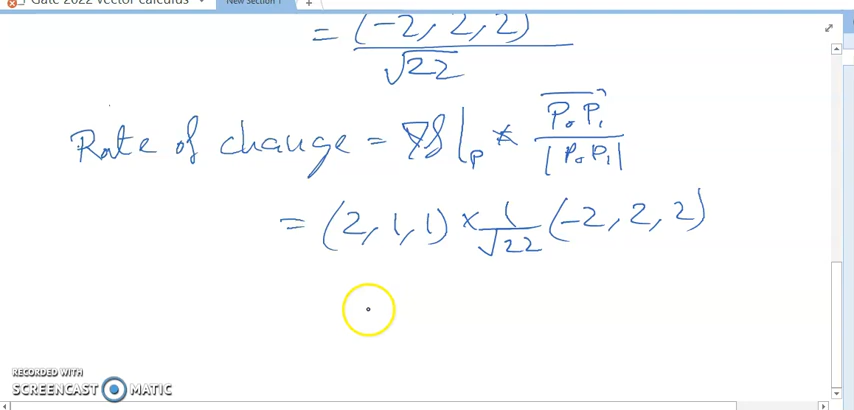 Gate 2022 vector calculus New Section 1 +
= (-2, 2, 2) / √22
Rate of change = ∇S|P * P₀P₁ / |P₀P₁|
= (2, 1, 1) × 1/√22 (-2, 2, 2)
RECORDED WITH
SCREENCAST MATIC